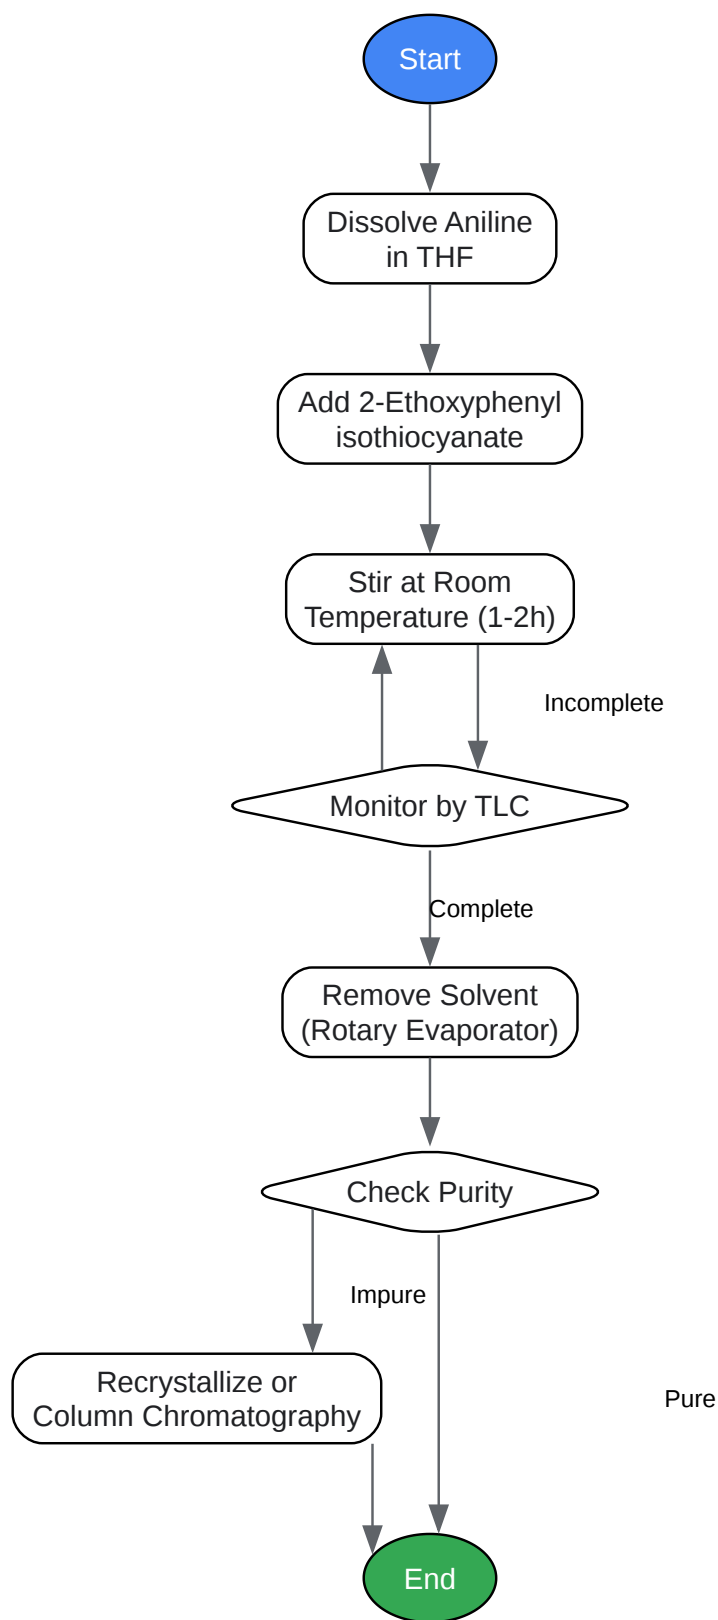 Start
Dissolve Aniline
in THF
Add 2-Ethoxyphenyl
isothiocyanate
Stir at Room
Temperature (1-2h)
Incomplete
Monitor by TLC
Complete
Remove Solvent
(Rotary Evaporator)
Check Purity
Impure
Recrystallize or
Column Chromatography
Pure
End